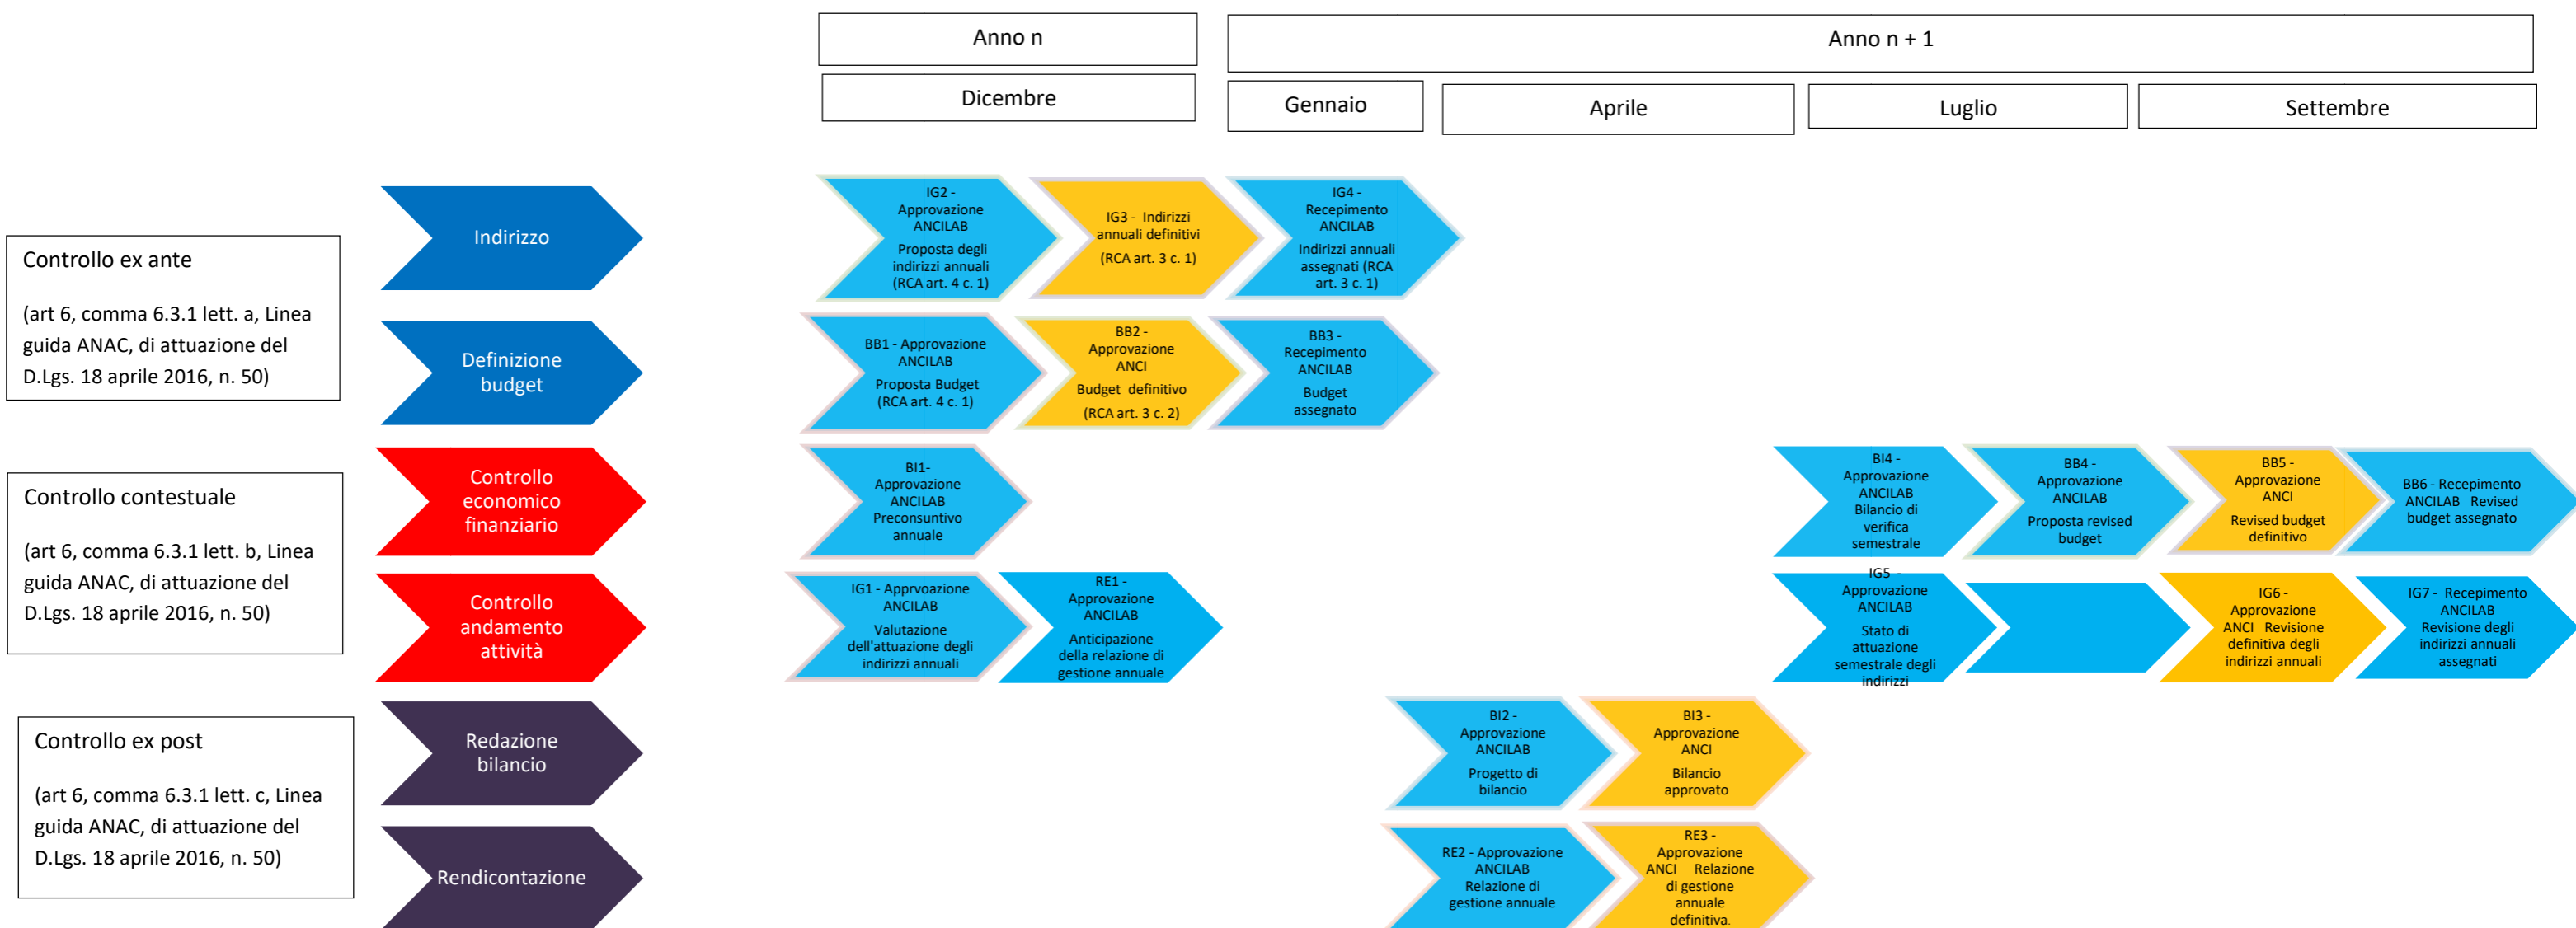 Anno n
Anno n + 1
Dicembre
Gennaio
Aprile
Luglio
Settembre
Controllo ex ante
(art 6, comma 6.3.1 lett. a, Linea
guida ANAC, di attuazione del
D.Lgs. 18 aprile 2016, n. 50)
Indirizzo
IG2 -
Approvazione
ANCILAB
Proposta degli
indirizzi annuali
(RCA art. 4 c. 1)
IG3 - Indirizzi
annuali definitivi
(RCA art. 3 c. 1)
IG4 -
Recepimento
ANCILAB
Indirizzi annuali
assegnati (RCA
art. 3 c. 1)
Definizione
budget
BB1 - Approvazione
ANCILAB
Proposta Budget
(RCA art. 4 c. 1)
BB2 -
Approvazione
ANCI
Budget definitivo
(RCA art. 3 c. 2)
BB3 -
Recepimento
ANCILAB
Budget
assegnato
Controllo contestuale
(art 6, comma 6.3.1 lett. b, Linea
guida ANAC, di attuazione del
D.Lgs. 18 aprile 2016, n. 50)
Controllo
economico
finanziario
BI1-
Approvazione
ANCILAB
Preconsuntivo
annuale
BI4 -
Approvazione
ANCILAB
Bilancio di
verifica
semestrale
BB4 -
Approvazione
ANCILAB
Proposta revised
budget
BB5 -
Approvazione
ANCI
Revised budget
definitivo
BB6 - Recepimento
ANCILAB Revised
budget assegnato
Controllo
andamento
attività
IG1 - Apprvoazione
ANCILAB
Valutazione
dell'attuazione degli
indirizzi annuali
RE1 -
Approvazione
ANCILAB
Anticipazione
della relazione di
gestione annuale
IG5 -
Approvazione
ANCILAB
Stato di
attuazione
semestrale degli
indirizzi
IG6 -
Approvazione
ANCI Revisione
definitiva degli
indirizzi annuali
IG7 - Recepimento
ANCILAB
Revisione degli
indirizzi annuali
assegnati
Controllo ex post
(art 6, comma 6.3.1 lett. c, Linea
guida ANAC, di attuazione del
D.Lgs. 18 aprile 2016, n. 50)
Redazione
bilancio
BI2 -
Approvazione
ANCILAB
Progetto di
bilancio
BI3 -
Approvazione
ANCI
Bilancio
approvato
Rendicontazione
RE2 - Approvazione
ANCILAB
Relazione di
gestione annuale
RE3 -
Approvazione
ANCI Relazione
di gestione
annuale
definitiva.